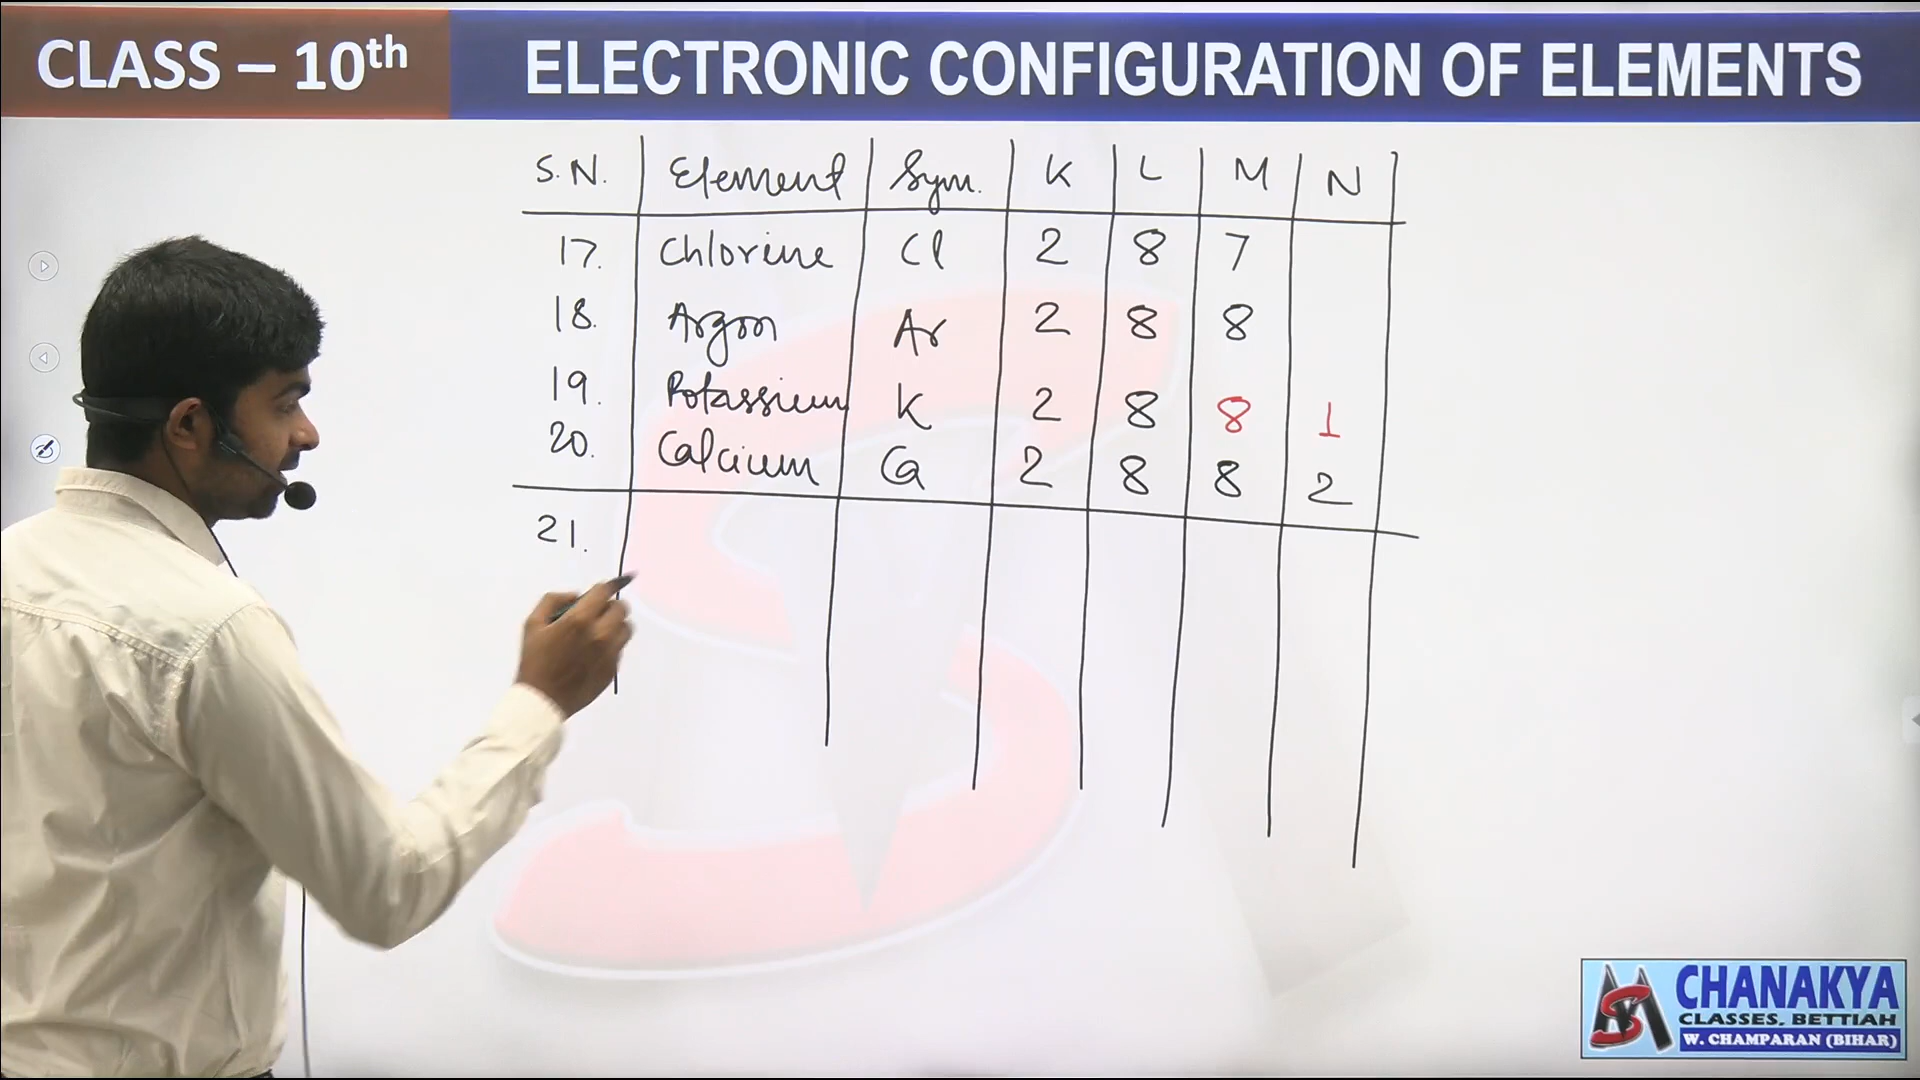 CLASS – 10th
ELECTRONIC CONFIGURATION OF ELEMENTS
S.N. Element Sym. K L M N
17. Chlorine Cl 2 8 7
18. Argon Ar 2 8 8
19. Potassium K 2 8 8 1
20. Calcium Ca 2 8 8 2
21.
CHANAKYA
CLASSES, BETTIAH
W. CHAMPARAN (BIHAR)